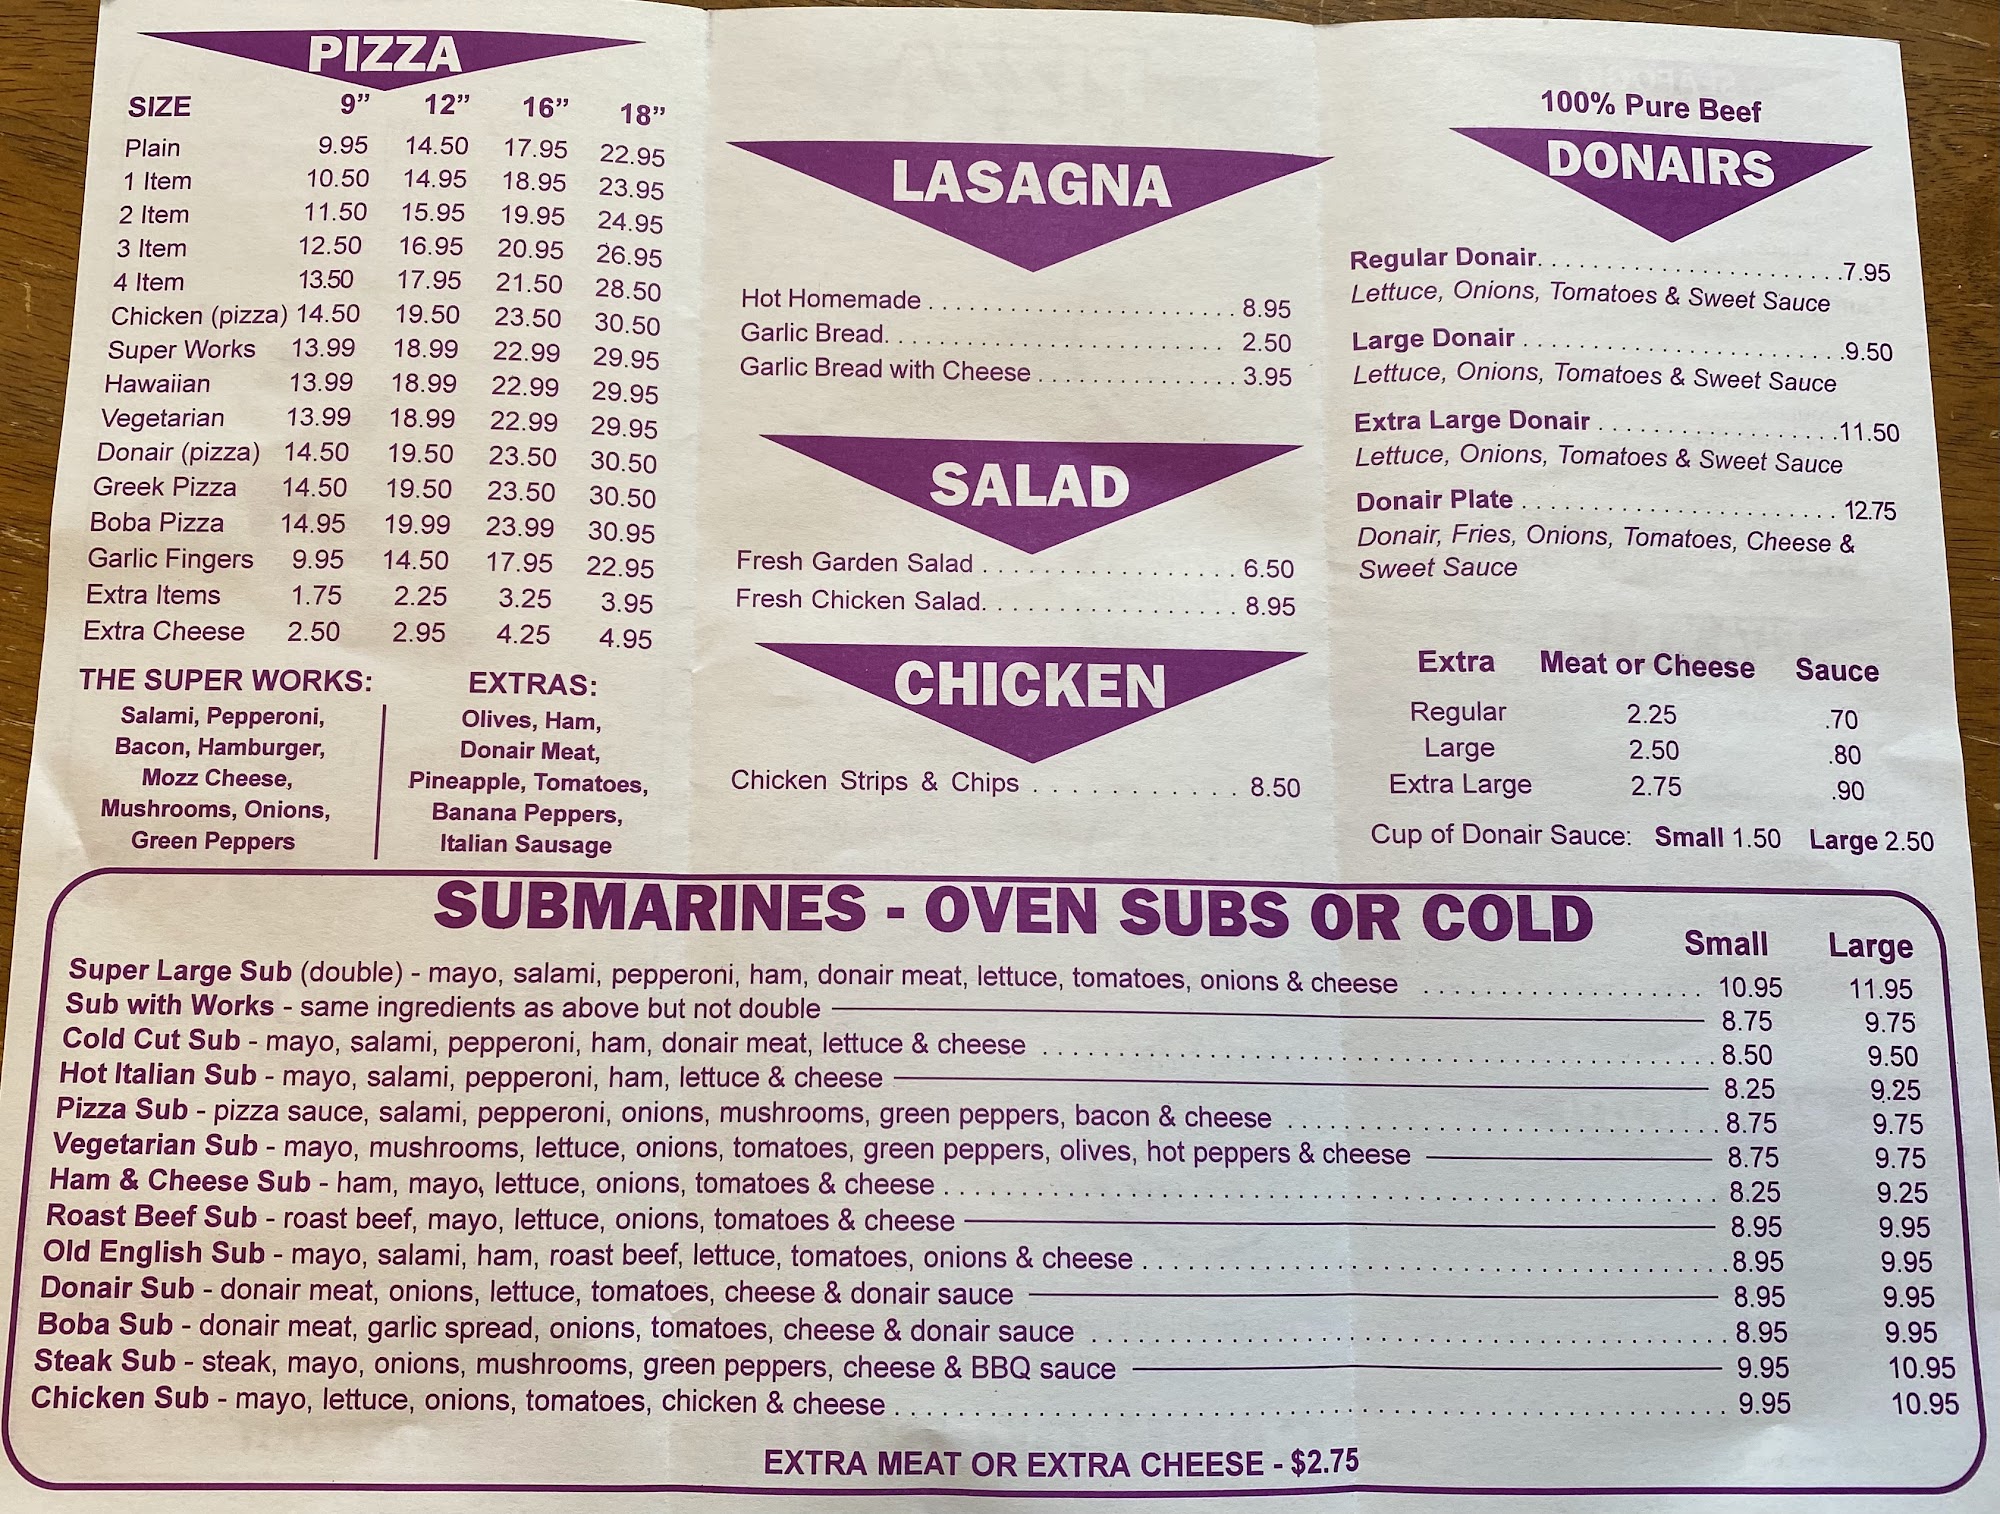 PIZZA
SIZE 9” 12” 16” 18”
Plain 9.95 14.50 17.95 22.95
1 Item 10.50 14.95 18.95 23.95
2 Item 11.50 15.95 19.95 24.95
3 Item 12.50 16.95 20.95 26.95
4 Item 13.50 17.95 21.50 28.50
Chicken (pizza) 14.50 19.50 23.50 30.50
Super Works 13.99 18.99 22.99 29.95
Hawaiian 13.99 18.99 22.99 29.95
Vegetarian 13.99 18.99 22.99 29.95
Donair (pizza) 14.50 19.50 23.50 30.50
Greek Pizza 14.50 19.50 23.50 30.50
Boba Pizza 14.95 19.99 23.99 30.95
Garlic Fingers 9.95 14.50 17.95 22.95
Extra Items 1.75 2.25 3.25 3.95
Extra Cheese 2.50 2.95 4.25 4.95
THE SUPER WORKS:
Salami, Pepperoni,
Bacon, Hamburger,
Mozz Cheese,
Mushrooms, Onions,
Green Peppers
EXTRAS:
Olives, Ham,
Donair Meat,
Pineapple, Tomatoes,
Banana Peppers,
Italian Sausage
LASAGNA
Hot Homemade 8.95
Garlic Bread 2.50
Garlic Bread with Cheese 3.95
SALAD
Fresh Garden Salad 6.50
Fresh Chicken Salad 8.95
CHICKEN
Chicken Strips & Chips 8.50
100% Pure Beef
DONAIRS
Regular Donair 7.95
Lettuce, Onions, Tomatoes & Sweet Sauce
Large Donair 9.50
Lettuce, Onions, Tomatoes & Sweet Sauce
Extra Large Donair 11.50
Lettuce, Onions, Tomatoes & Sweet Sauce
Donair Plate 12.75
Donair, Fries, Onions, Tomatoes, Cheese &
Sweet Sauce
Extra Meat or Cheese Sauce
Regular 2.25 .70
Large 2.50 .80
Extra Large 2.75 .90
Cup of Donair Sauce: Small 1.50 Large 2.50
SUBMARINES - OVEN SUBS OR COLD
Small Large
Super Large Sub (double) - mayo, salami, pepperoni, ham, donair meat, lettuce, tomatoes, onions & cheese 10.95 11.95
Sub with Works - same ingredients as above but not double 8.75 9.75
Cold Cut Sub - mayo, salami, pepperoni, ham, donair meat, lettuce & cheese 8.50 9.50
Hot Italian Sub - mayo, salami, pepperoni, ham, lettuce & cheese 8.25 9.25
Pizza Sub - pizza sauce, salami, pepperoni, onions, mushrooms, green peppers, bacon & cheese 8.75 9.75
Vegetarian Sub - mayo, mushrooms, lettuce, onions, tomatoes, green peppers, olives, hot peppers & cheese 8.75 9.75
Ham & Cheese Sub - ham, mayo, lettuce, onions, tomatoes & cheese 8.25 9.25
Roast Beef Sub - roast beef, mayo, lettuce, onions, tomatoes & cheese 8.95 9.95
Old English Sub - mayo, salami, ham, roast beef, lettuce, tomatoes, onions & cheese 8.95 9.95
Donair Sub - donair meat, onions, lettuce, tomatoes, cheese & donair sauce 8.95 9.95
Boba Sub - donair meat, garlic spread, onions, tomatoes, cheese & donair sauce 8.95 9.95
Steak Sub - steak, mayo, onions, mushrooms, green peppers, cheese & BBQ sauce 9.95 10.95
Chicken Sub - mayo, lettuce, onions, tomatoes, chicken & cheese 9.95 10.95
EXTRA MEAT OR EXTRA CHEESE - $2.75